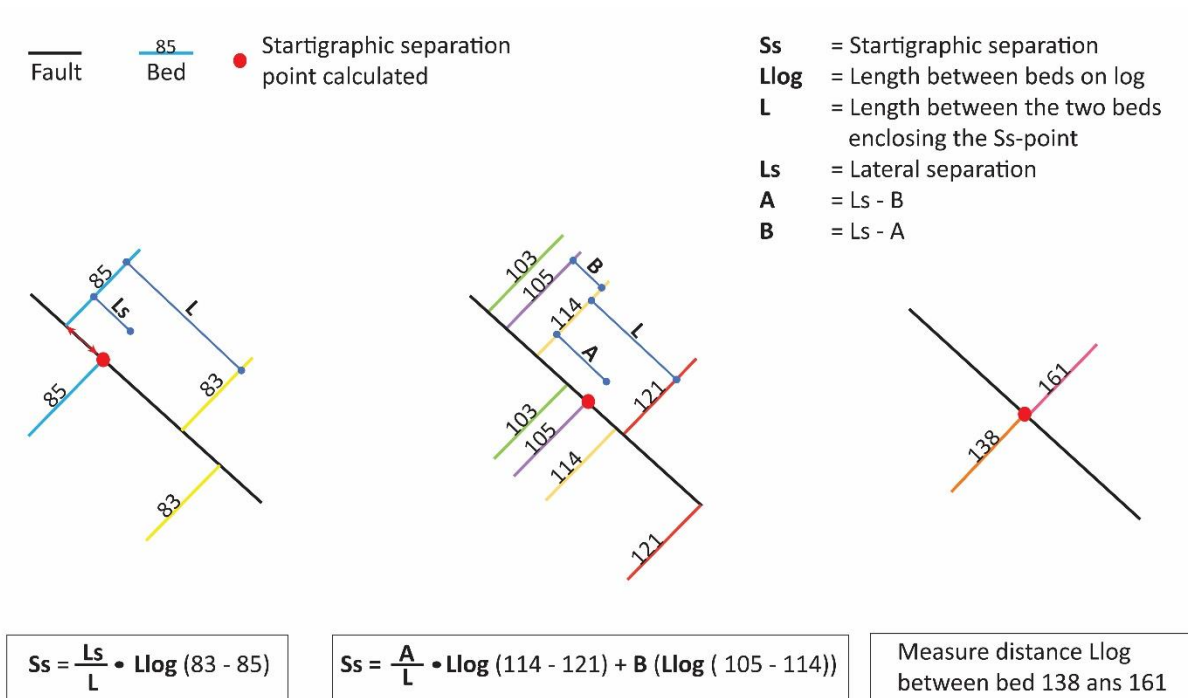 85
Fault
Bed
Startigraphic separation
point calculated
Ss = Startigraphic separation
Llog = Length between beds on log
L = Length between the two beds
enclosing the Ss-point
Ls = Lateral separation
A = Ls - B
B = Ls - A
85
Ls
L
83
85
83
103
105
B
114
L
A
121
103
105
114
121
161
138
Ss = Ls/L • Llog (83 - 85)
Ss = A/L • Llog (114 - 121) + B (Llog ( 105 - 114))
Measure distance Llog
between bed 138 ans 161